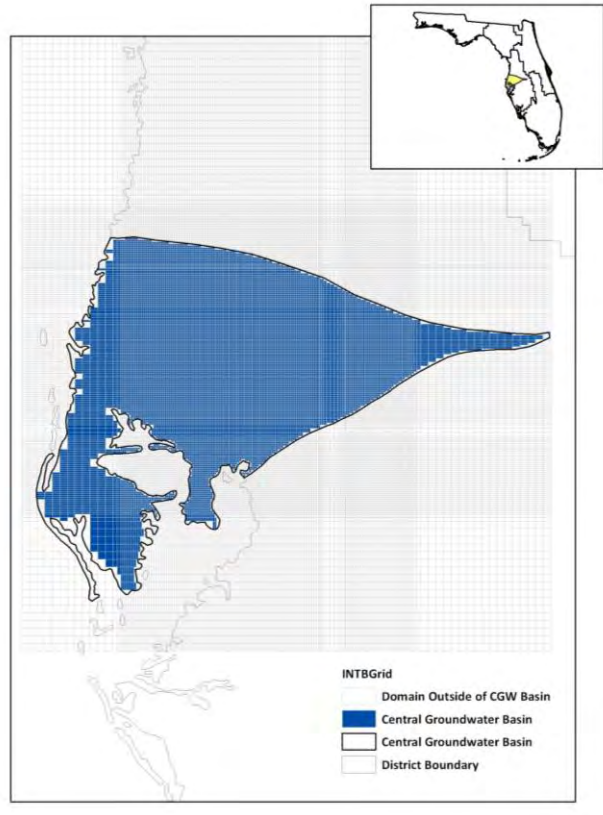 INTBGrid
Domain Outside of CGW Basin
Central Groundwater Basin
Central Groundwater Basin
District Boundary